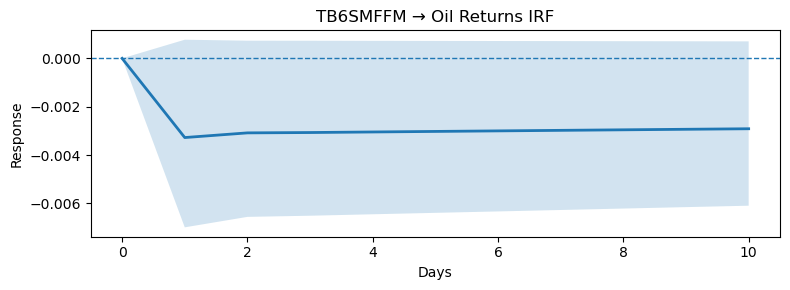 TB6SMFFM → Oil Returns IRF
Response
0.000
−0.002
−0.004
−0.006
0 2 4 6 8 10
Days